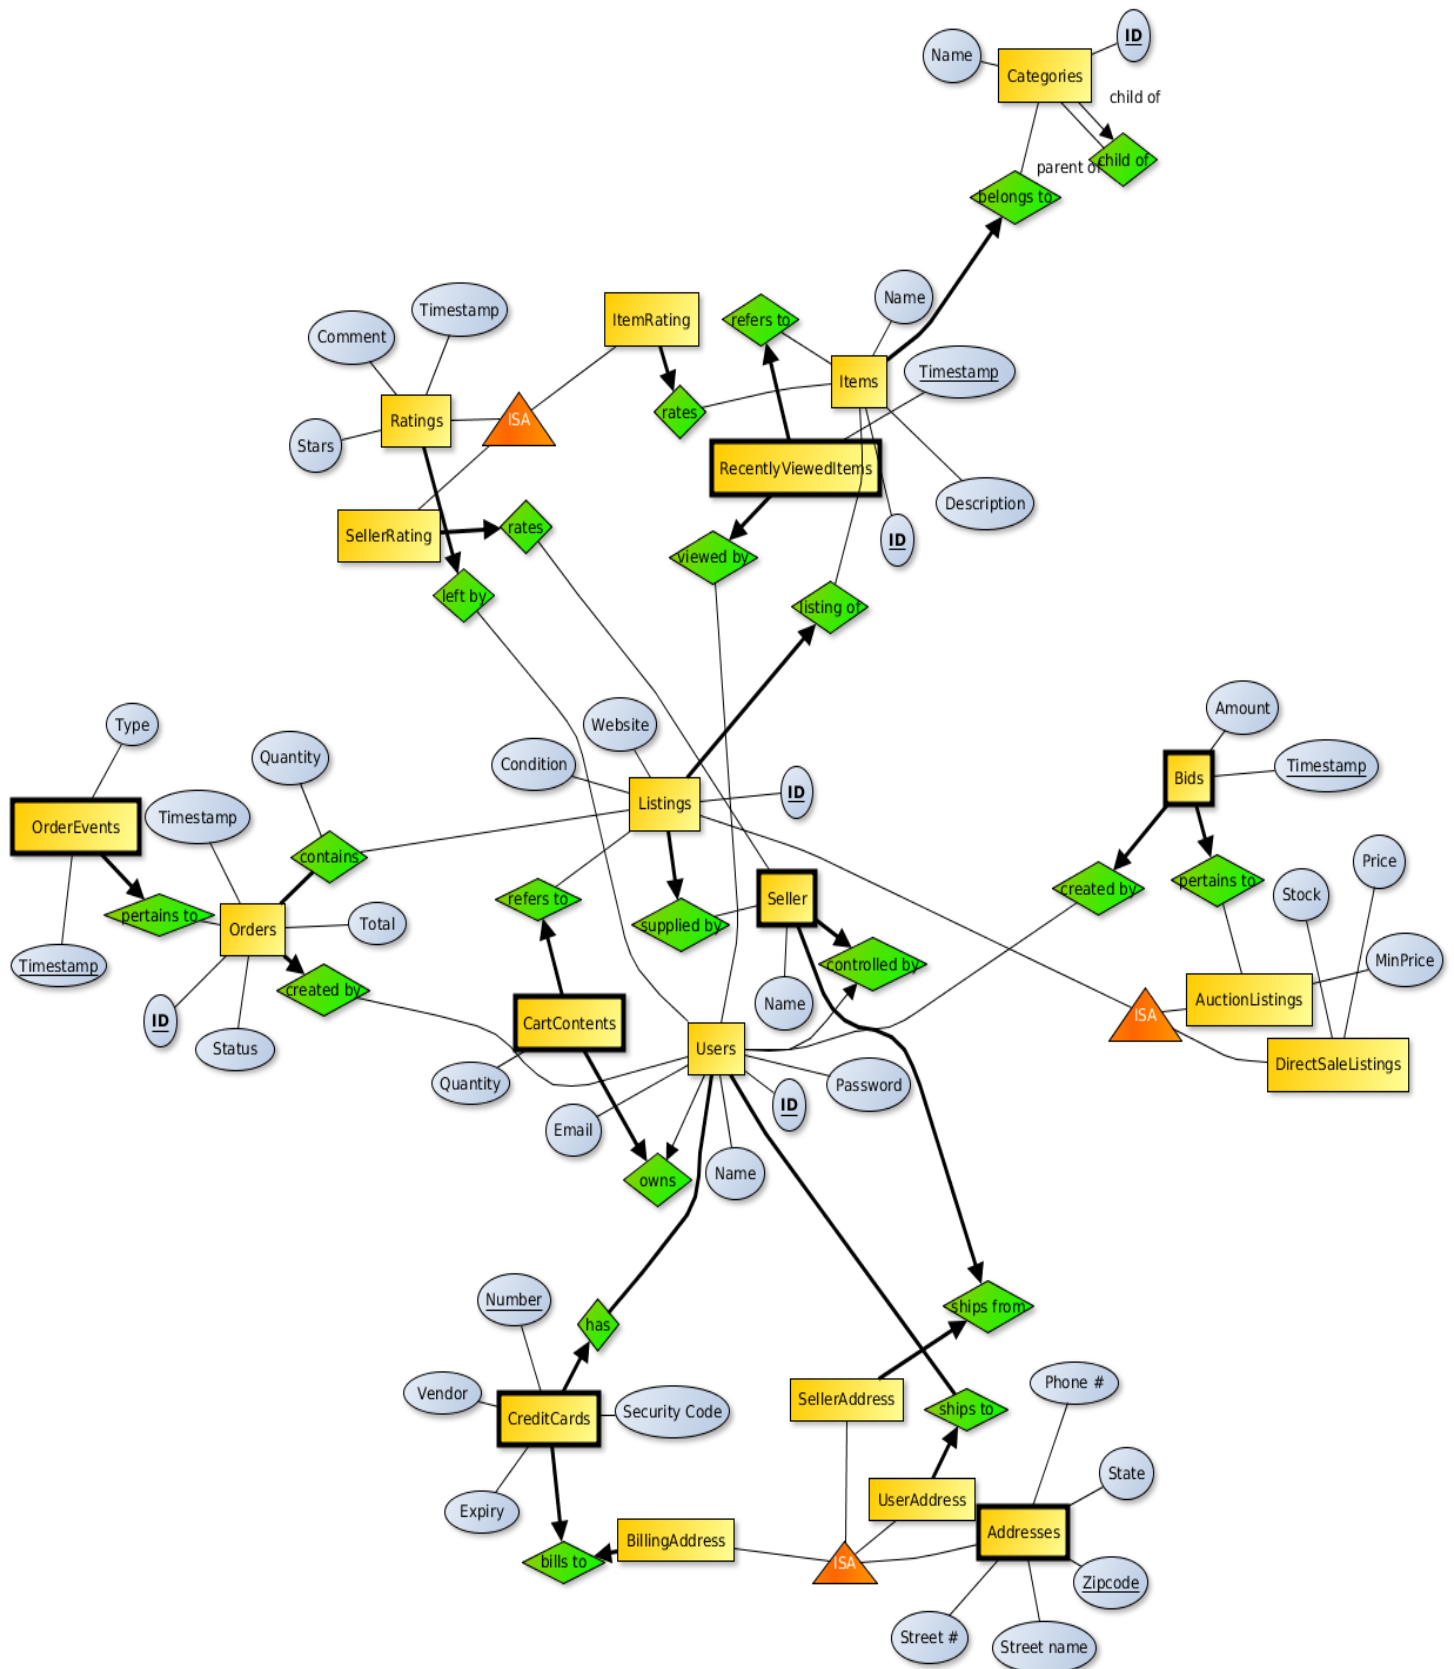 ID
Name
Categories
child of
child of
parent of
belongs to
Name
Timestamp
ItemRating
refers to
Comment
Items
Timestamp
rates
Ratings
ISA
Stars
RecentlyViewedItems
Description
SellerRating
rates
ID
viewed by
left by
listing of
Type
Website
Amount
Quantity
Condition
Timestamp
Bids
ID
Listings
Timestamp
OrderEvents
contains
Price
pertains to
created by
Stock
refers to
Seller
pertains to
Orders
Total
supplied by
MinPrice
Timestamp
controlled by
created by
AuctionListings
Name
ISA
ID
CartContents
Status
Users
DirectSaleListings
Quantity
Password
ID
Email
Name
owns
Number
ships from
has
Phone #
Vendor
SellerAddress
ships to
Security Code
CreditCards
State
UserAddress
Expiry
Addresses
BillingAddress
bills to
ISA
Zipcode
Street #
Street name